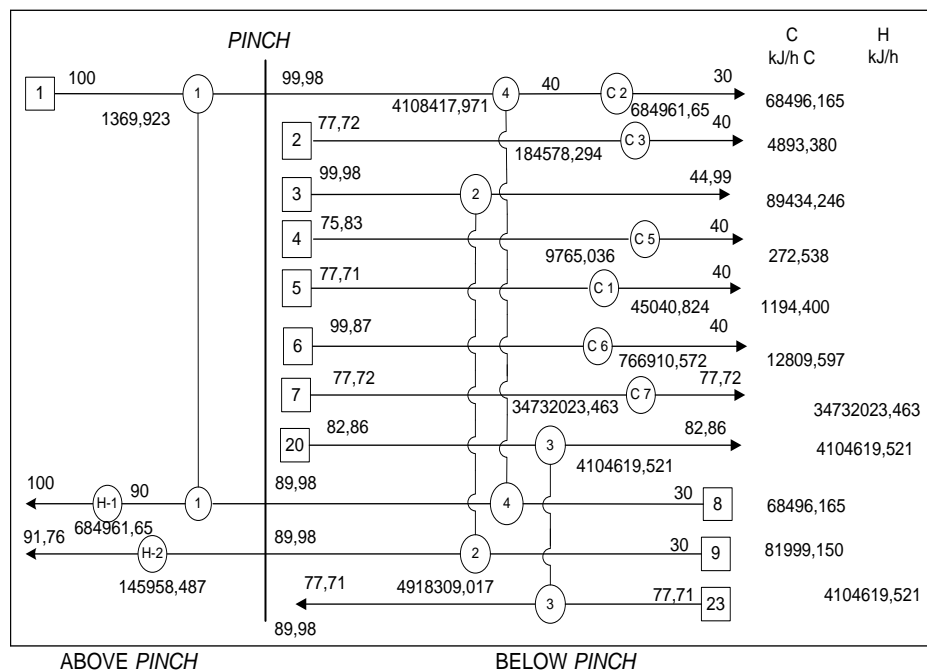 C H
PINCH kJ/h C kJ/h
1 100 1 99,98 4 40 C 2 30
1369,923 4108417,971 684961,65 68496,165
2 77,72 C 3 40
184578,294 4893,380
3 99,98 2 44,99
89434,246
4 75,83 C 5 40
9765,036 272,538
5 77,71 C 1 40
45040,824 1194,400
6 99,87 C 6 40
766910,572 12809,597
7 77,72 C 7 77,72
34732023,463 34732023,463
20 82,86 3 82,86
4104619,521 4104619,521
100 H-1 90 1 89,98 4 30 8 68496,165
684961,65
91,76 H-2 89,98 2 30 9 81999,150
145958,487 4918309,017
77,71 3 77,71 23 4104619,521
89,98
ABOVE PINCH BELOW PINCH